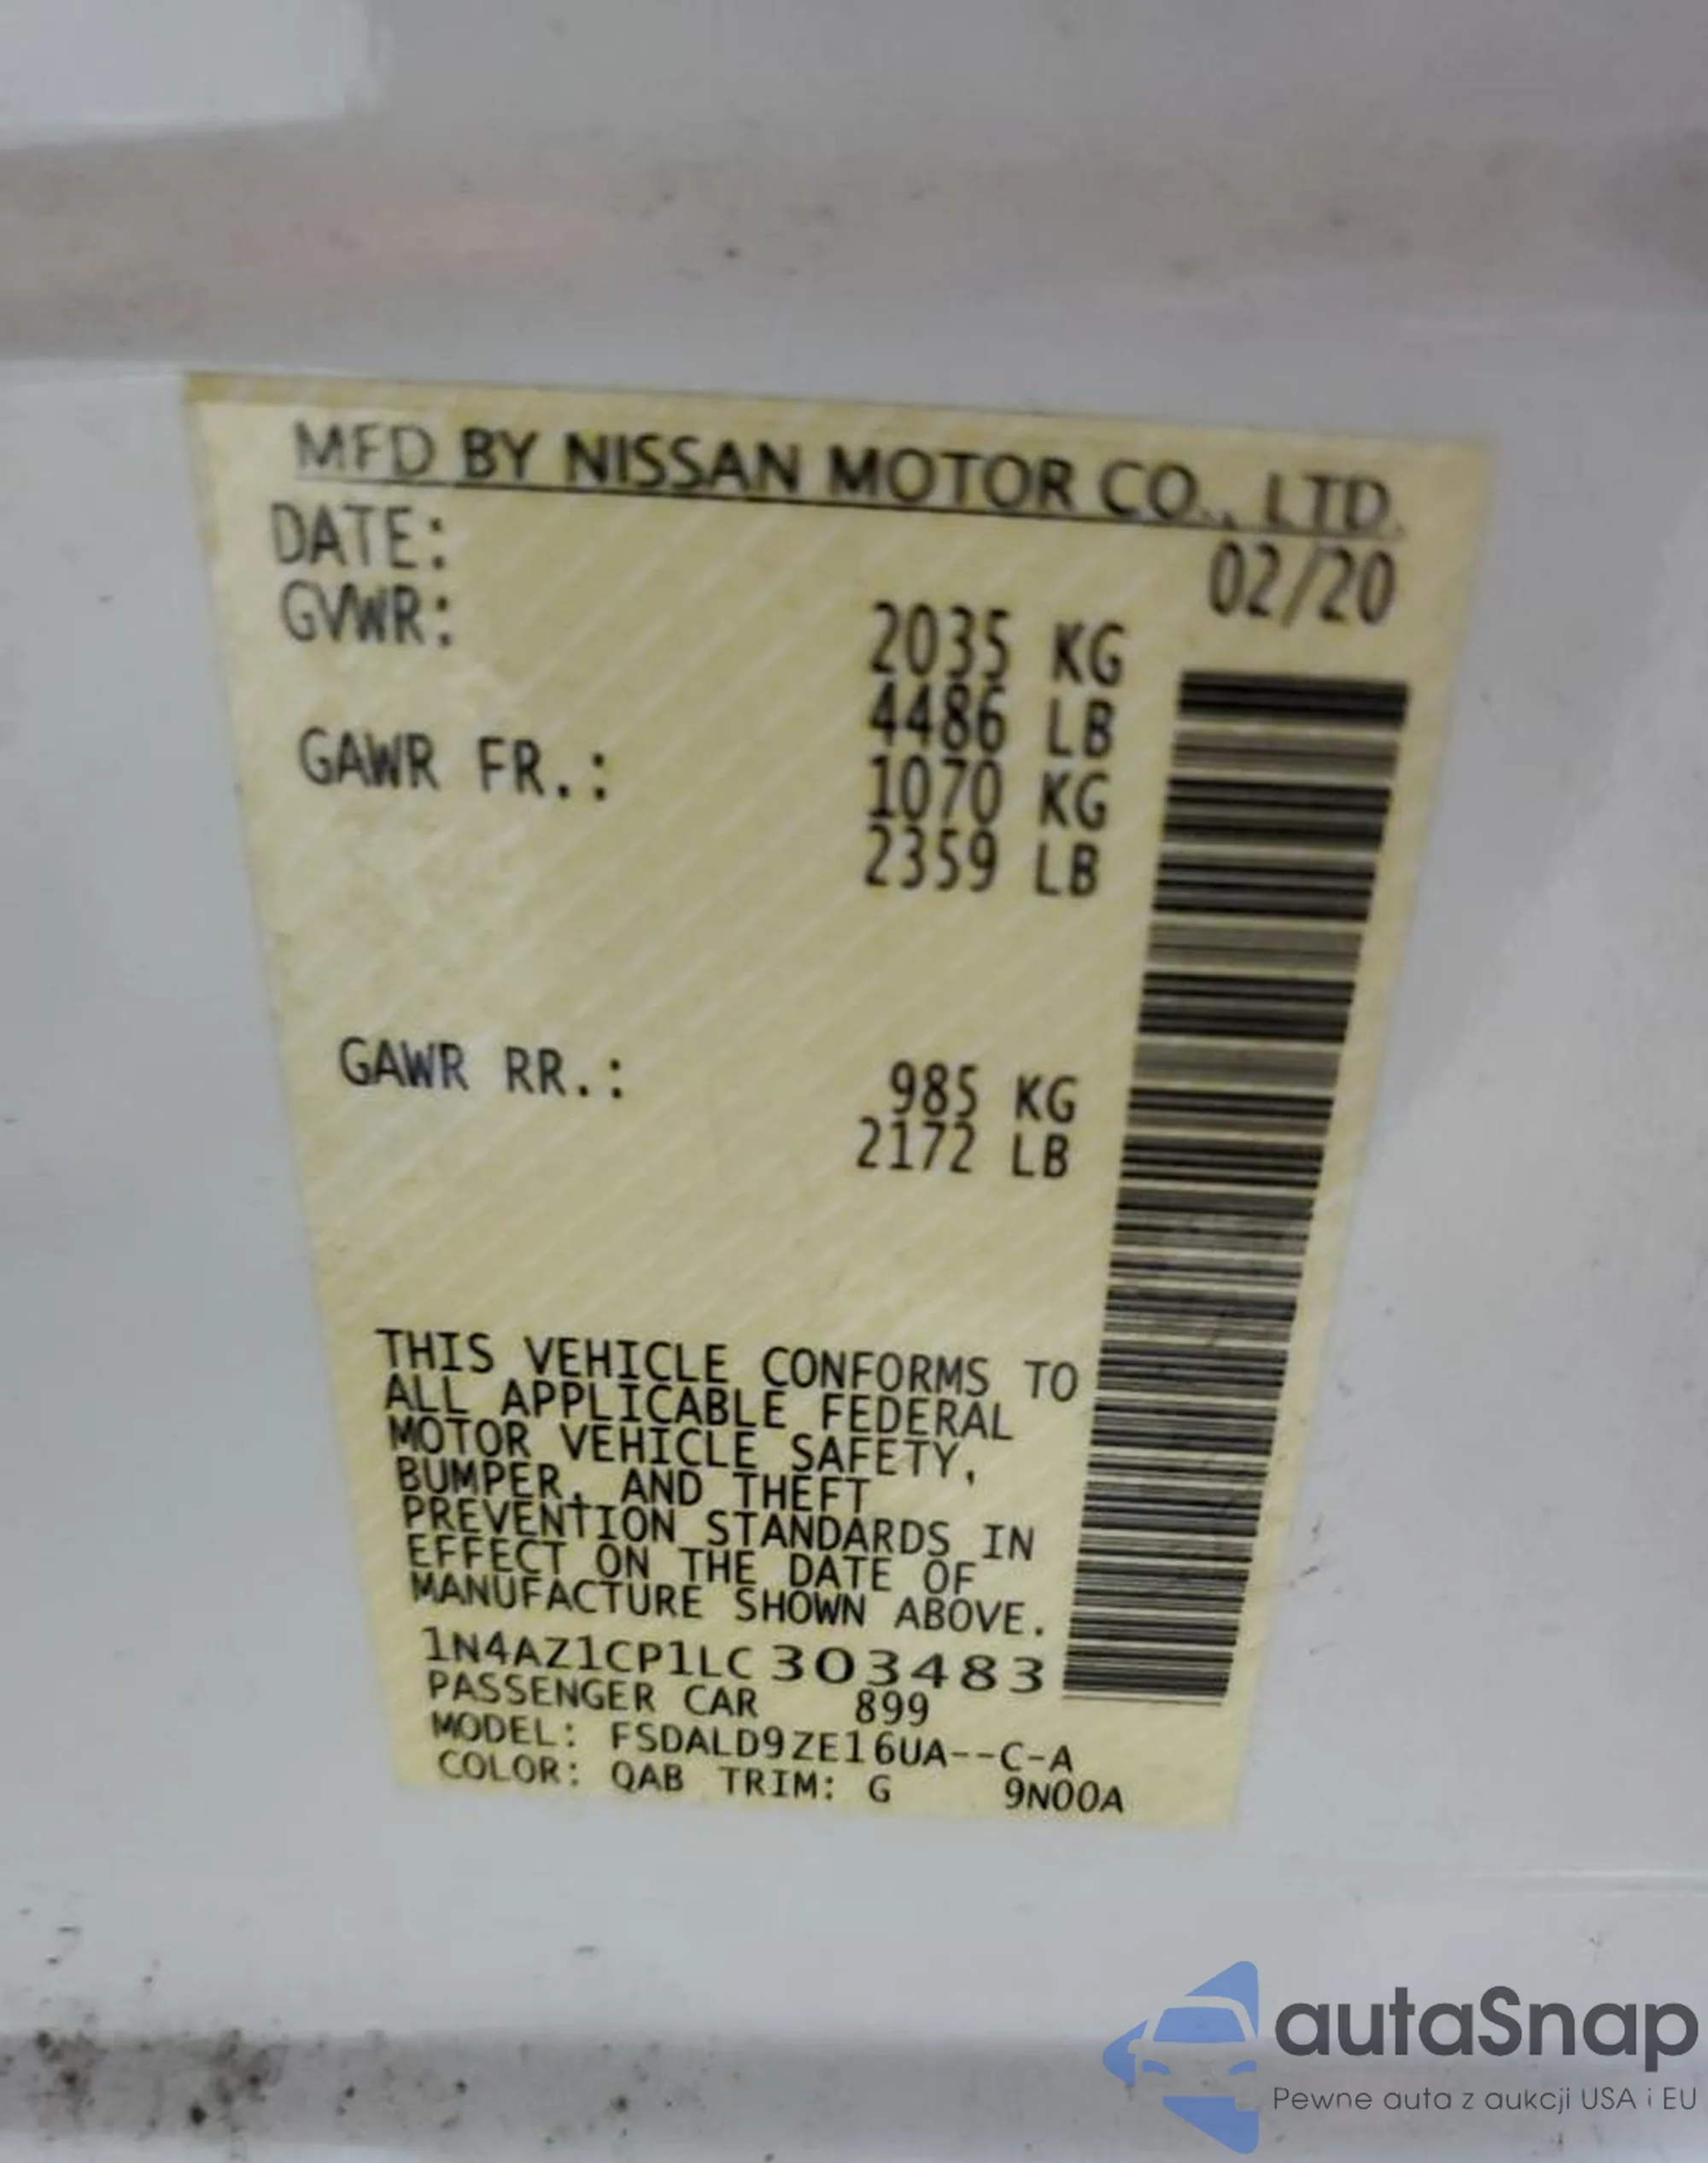 MFD BY NISSAN MOTOR CO., LTD.
DATE: 02/20
GVWR: 2035 KG
4486 LB
GAWR FR.: 1070 KG
2359 LB
GAWR RR.: 985 KG
2172 LB
THIS VEHICLE CONFORMS TO
ALL APPLICABLE FEDERAL
MOTOR VEHICLE SAFETY,
BUMPER, AND THEFT
PREVENTION STANDARDS IN
EFFECT ON THE DATE OF
MANUFACTURE SHOWN ABOVE.
1N4AZ1CP1LC303483
PASSENGER CAR 899
MODEL: FSDALD9ZE16UA--C-A
COLOR: QAB TRIM: G 9N00A
autaSnap
Pewne auta z aukcji USA i EU